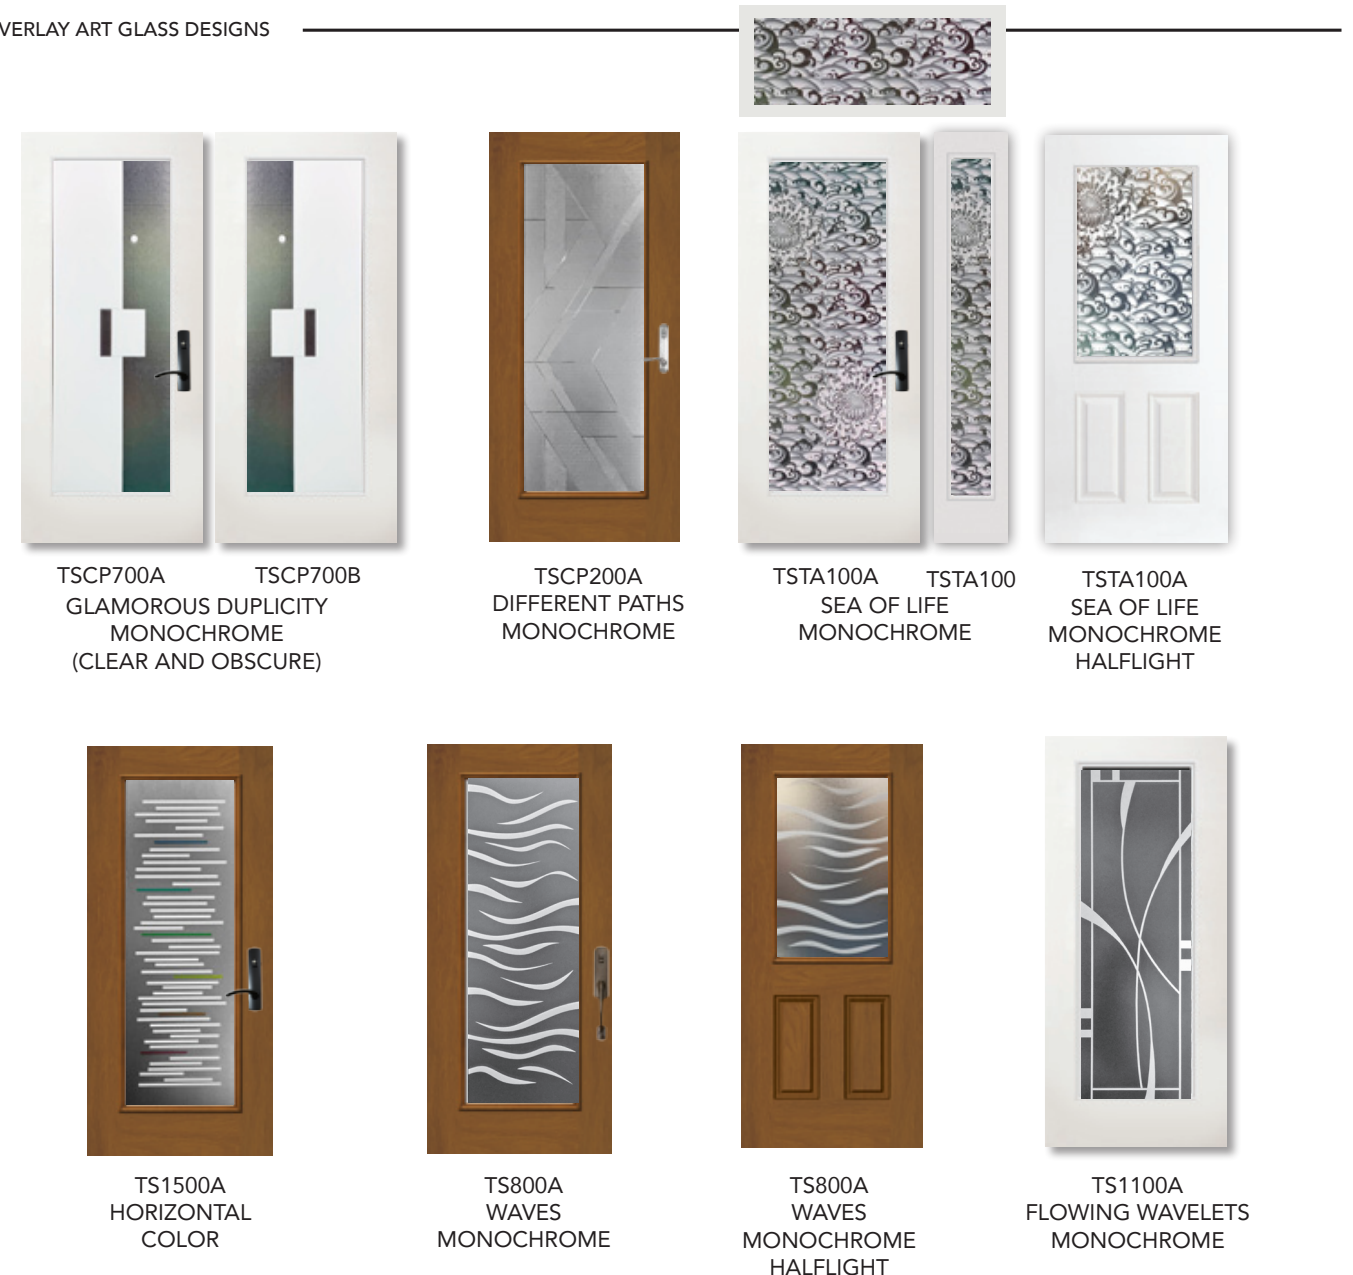 VERLAY ART GLASS DESIGNS
TSCP700A
TSCP700B
GLAMOROUS DUPLICITY
MONOCHROME
(CLEAR AND OBSCURE)
TSCP200A
DIFFERENT PATHS
MONOCHROME
TSTA100A
TSTA100
SEA OF LIFE
MONOCHROME
TSTA100A
SEA OF LIFE
MONOCHROME
HALFLIGHT
TS1500A
HORIZONTAL
COLOR
TS800A
WAVES
MONOCHROME
TS800A
WAVES
MONOCHROME
HALFLIGHT
TS1100A
FLOWING WAVELETS
MONOCHROME